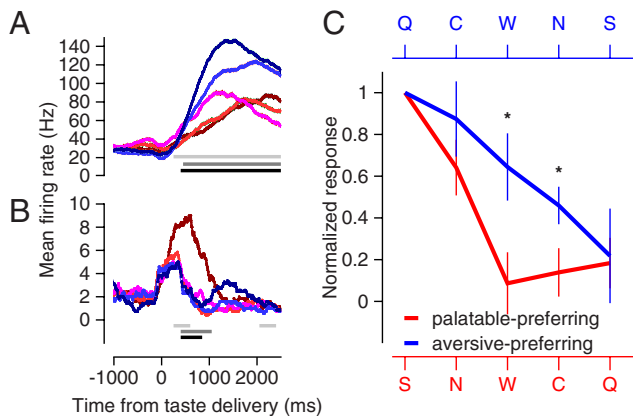 A
140
120
100
80
60
40
20
0
B
10
8
6
4
2
0
Mean firing rate (Hz)
-1000 0 1000 2000
Time from taste delivery (ms)
C
Q C W N S
1
0.8
0.6
0.4
0.2
0
Normalized response
*
*
palatable-preferring
aversive-preferring
S N W C Q